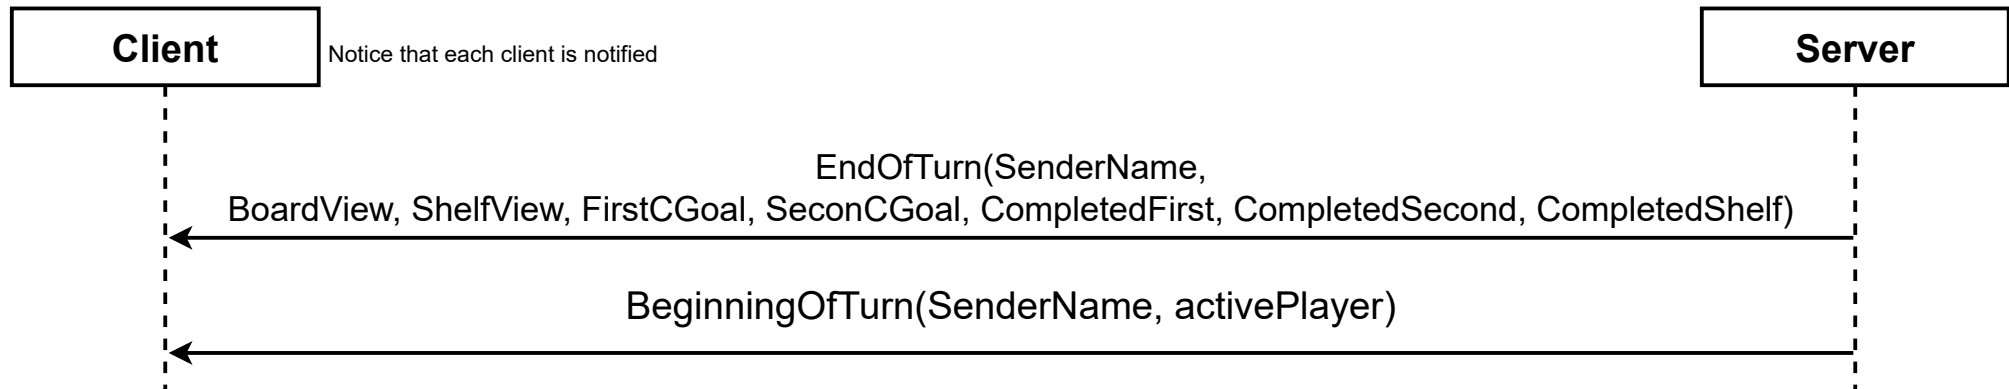 Client
Notice that each client is notified
Server
EndOfTurn(SenderName,
BoardView, ShelfView, FirstCGoal, SeconCGoal, CompletedFirst, CompletedSecond, CompletedShelf)
BeginningOfTurn(SenderName, activePlayer)